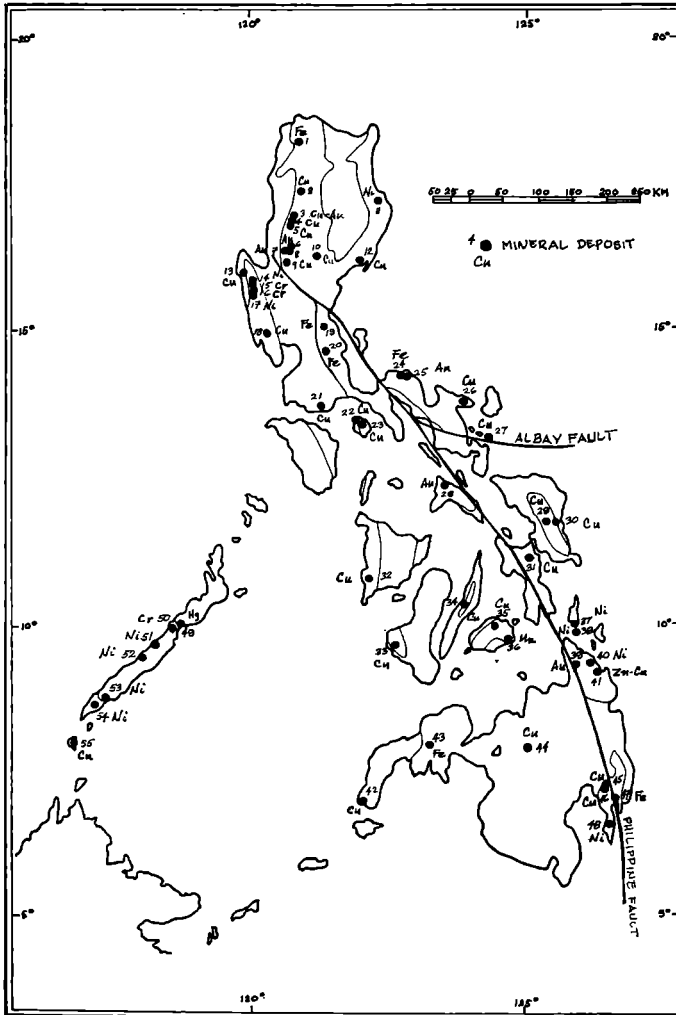 120° 125°
20° 20°
Fe
1
Cu
2
Ni
3 Cu-Au
4 Cu
5 Cu
50 25 0 50 100 150 200 250 KM
4 MINERAL DEPOSIT
Cu
Au 7 Au 6
8
9 Cu
10
Cu
12
Cu
13
Cu
14 Ni
15 Cr
16 Cr
17 Ni
18 Cu
15° 15°
Fe 19
20
Fe
Fe
24 25 Au
Cu
26
21
Cu
22 Cu
23
Cu
Cu 27
ALBAY FAULT
Au
Cu
29 30 Cu
31
Cu
Cu 32
34
Cu
Cu
35
36
33
Cu
10° 10°
Cr 50 Hg
49
Ni 51
Ni 52
53 Ni
54 Ni
55
Cu
Ni
37
Ni 38
39 40 Ni
Au Zn-Cu
41
43
Fe
Cu
44
42
Cu
Cu 45
Cu Fe
48
Ni
PHILIPPINE FAULT
5° 5°
120° 125°